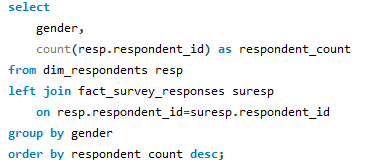 select
gender,
count(resp.respondent_id) as respondent_count
from dim_respondents resp
left join fact_survey_responses suresp
on resp.respondent_id=suresp.respondent_id
group by gender
order by respondent count desc;